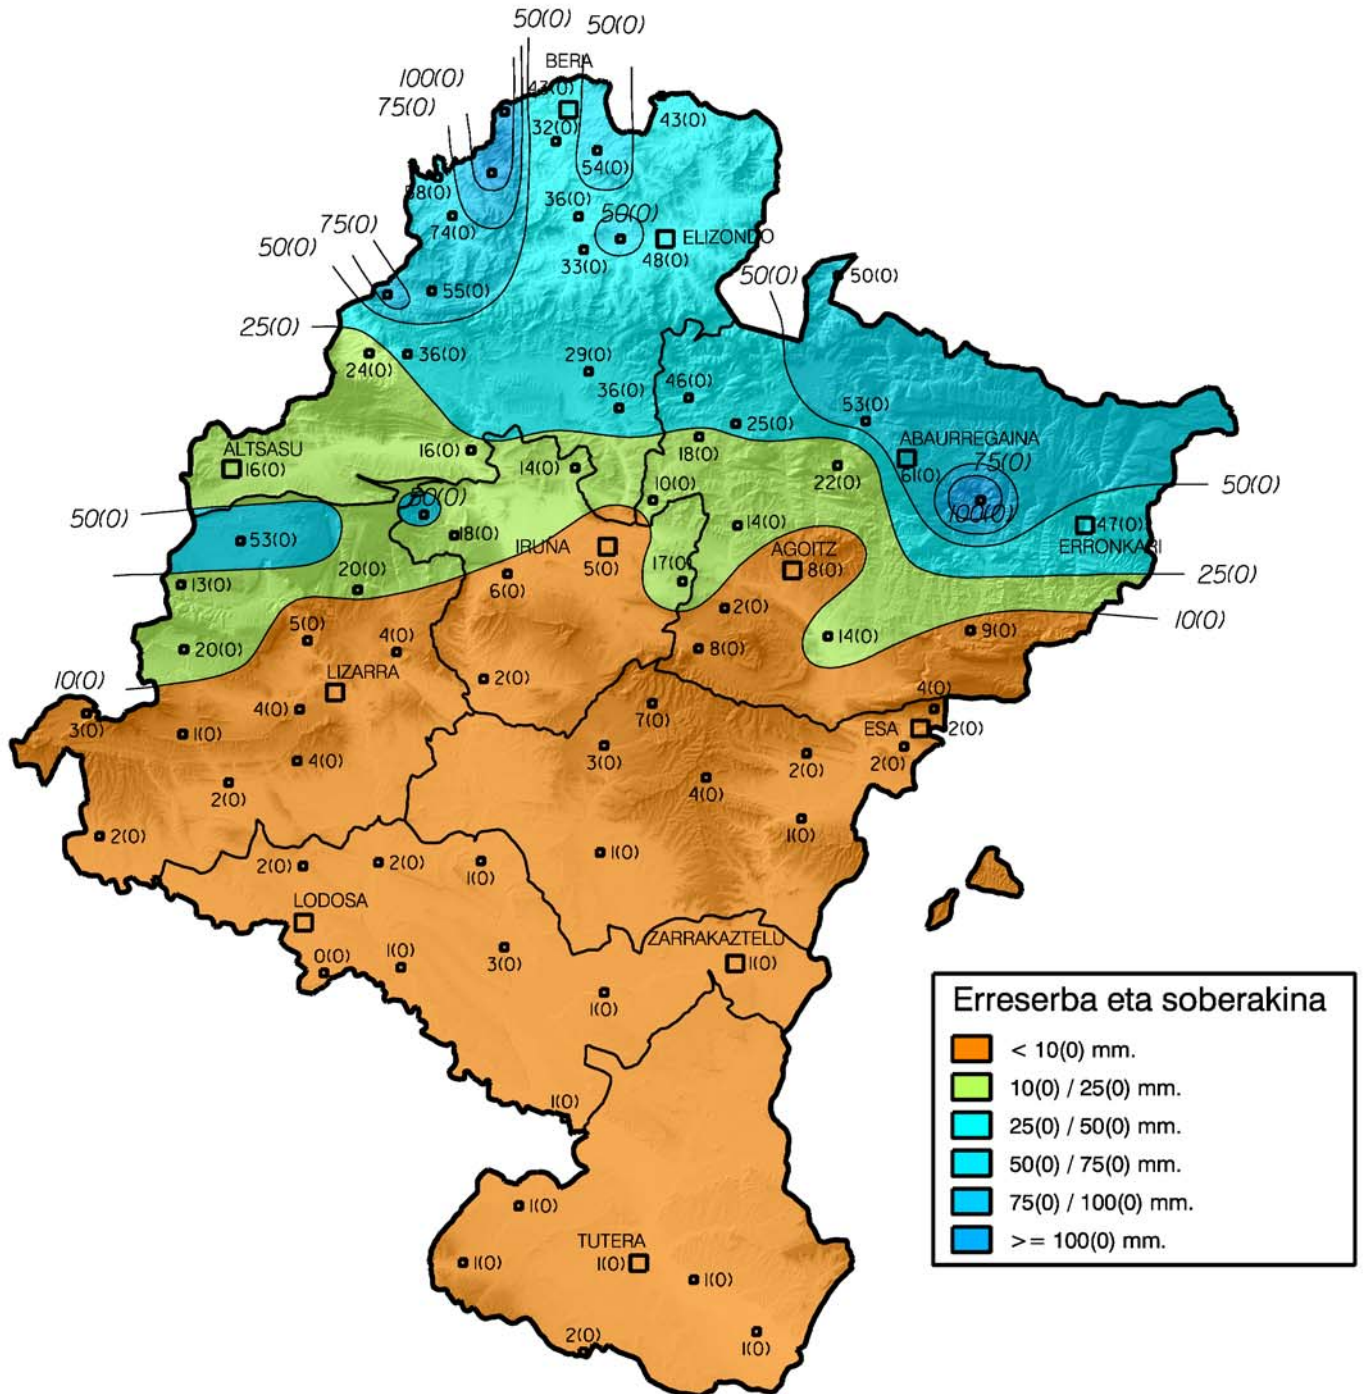 50(0) 50(0)
100(0) BERA
75(0) 43(0) 43(0)
32(0)
54(0)
58(0) 36(0)
75(0) 74(0) 50(0)
50(0) ELIZONDO
33(0) 48(0) 50(0) 50(0)
55(0)
25(0)
24(0) 36(0) 29(0)
36(0) 46(0) 53(0)
25(0)
ALTSASU 16(0) 18(0) ABAURREGAINA
16(0) 14(0) 22(0) 61(0) 75(0)
50(0) 10(0) 50(0)
50(0) 100(0)
53(0) 18(0) 14(0) 47(0)
IRUNA AGOITZ ERRONKARI
13(0) 20(0) 5(0) 17(0) 8(0) 25(0)
6(0) 2(0)
5(0) 4(0) 14(0) 9(0) 10(0)
20(0) 8(0)
10(0) LIZARRA 2(0) 4(0)
3(0) 4(0) 7(0)
1(0) ESA 2(0)
4(0) 3(0) 2(0) 2(0)
2(0) 4(0)
2(0) 1(0)
2(0) 2(0) 1(0) 1(0)
LODOSA
ZARRAKAZTELU
0(0) 1(0) 3(0) 1(0)
1(0)
1(0)
1(0)
TUTERA
1(0) 1(0) 1(0)
2(0) 1(0)
Erreserba eta soberakina
< 10(0) mm.
10(0) / 25(0) mm.
25(0) / 50(0) mm.
50(0) / 75(0) mm.
75(0) / 100(0) mm.
>= 100(0) mm.